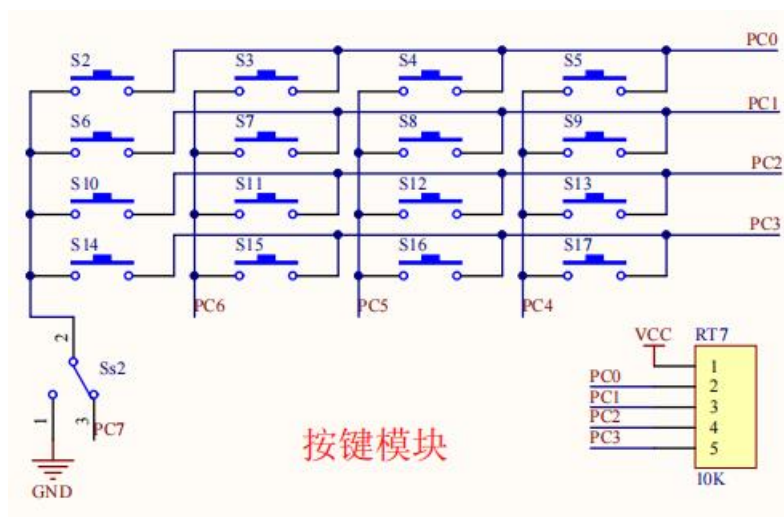 PC0
S2 S3 S4 S5
PC1
S6 S7 S8 S9
PC2
S10 S11 S12 S13
PC3
S14 S15 S16 S17
PC6 PC5 PC4
2
Ss2
1 3 PC7
GND
按键模块
VCC RT7
1
PC0 2
PC1 3
PC2 4
PC3 5
10K